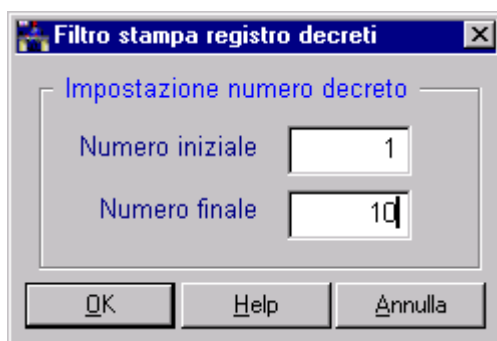 Filtro stampa registro decreti
Impostazione numero decreto
Numero iniziale 1
Numero finale 10
OK Help Annulla